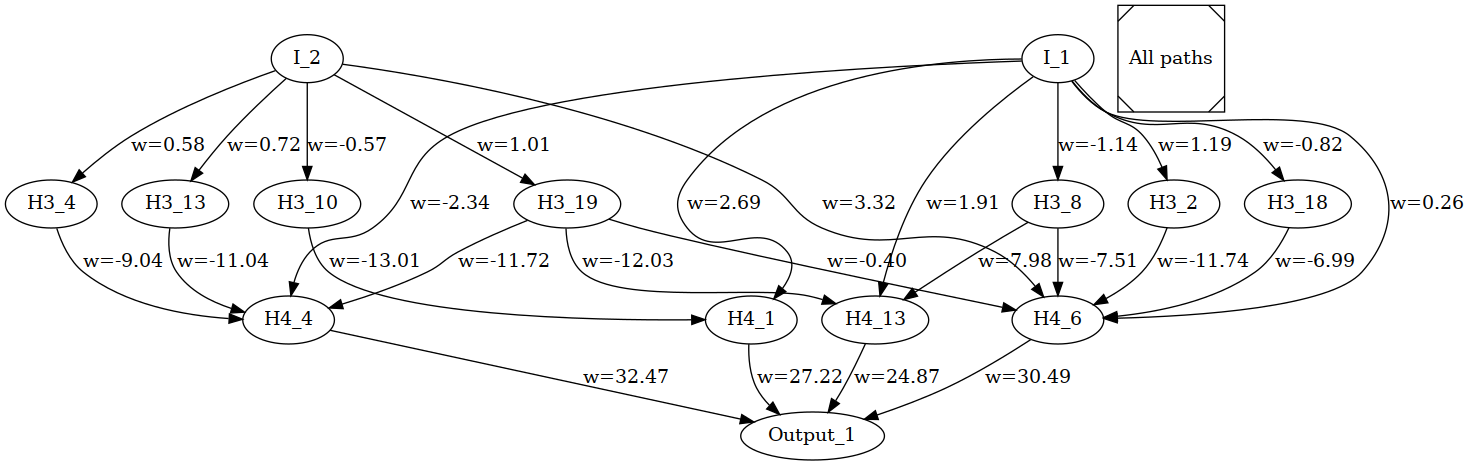 I_2
I_1
All paths
w=0.58
w=0.72
w=-0.57
w=1.01
w=-1.14
w=1.19
w=-0.82
H3_4
H3_13
H3_10
w=-2.34
H3_19
w=2.69
w=3.32
w=1.91
H3_8
H3_2
H3_18
w=0.26
w=-9.04
w=-11.04
w=-13.01
w=-11.72
w=-12.03
w=-0.40
w=7.98
w=-7.51
w=-11.74
w=-6.99
H4_4
H4_1
H4_13
H4_6
w=32.47
w=27.22
w=24.87
w=30.49
Output_1